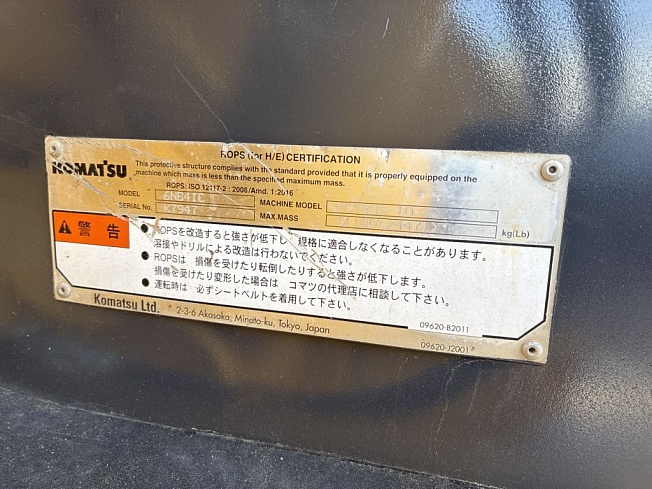 ROPS (for H/E) CERTIFICATION
KOMATSU
This protective structure complies with the standard provided that it is properly equipped on the
machine which mass is less than the specified maximum mass.
ROPS: ISO 12117-2 : 2008/Amd. 1:2016
MODEL
MACHINE MODEL
SERIAL No.
MAX.MASS
kg(Lb)
警告
● ROPSを改造すると強さが低下し 規格に適合しなくなることがあります。
溶接やドリルによる改造は行わないでください。
● ROPSは 損傷を受けたり転倒したりすると強さが低下します。
損傷を受けたり変形した場合は コマツの代理店に相談して下さい。
● 運転時は 必ずシートベルトを着用して下さい。
09620-B2011
Komatsu Ltd. 2-3-6 Akasaka, Minato-ku, Tokyo, Japan
09620-J2001